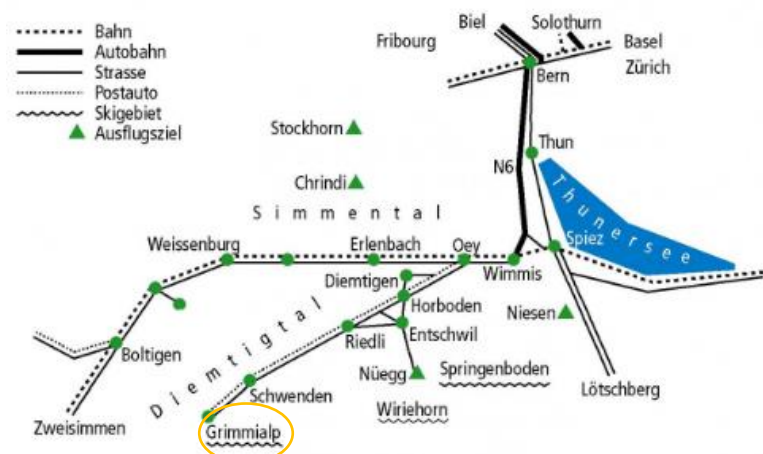 Bahn
Autobahn
Strasse
Postauto
Skigebiet
Ausflugsziel
Biel
Solothurn
Fribourg
Basel
Zürich
Bern
Stockhorn
Thun
Chrindi
N6
Thunersee
Simmental
Weissenburg
Erlenbach
Oey
Spiez
Wimmis
Diemtigen
Horboden
Niesen
Entschwil
Riedli
Boltigen
Diemtigtal
Nüegg
Springenboden
Schwenden
Lötschberg
Wiriehorn
Zweisimmen
Grimmialp